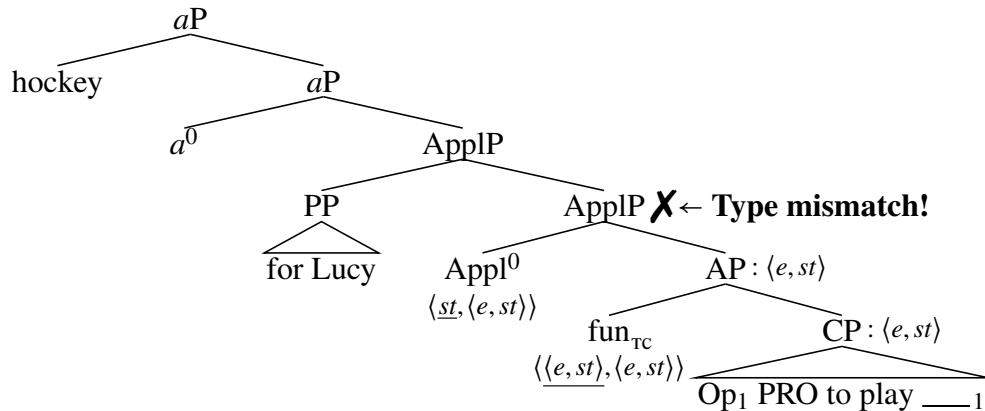 aP
hockey aP
a⁰ ApplP
PP ApplP ✗ ← Type mismatch!
for Lucy Appl⁰ AP : ⟨e, st⟩
⟨st, ⟨e, st⟩⟩
fun_TC CP : ⟨e, st⟩
⟨⟨e, st⟩, ⟨e, st⟩⟩
Op₁ PRO to play ___₁